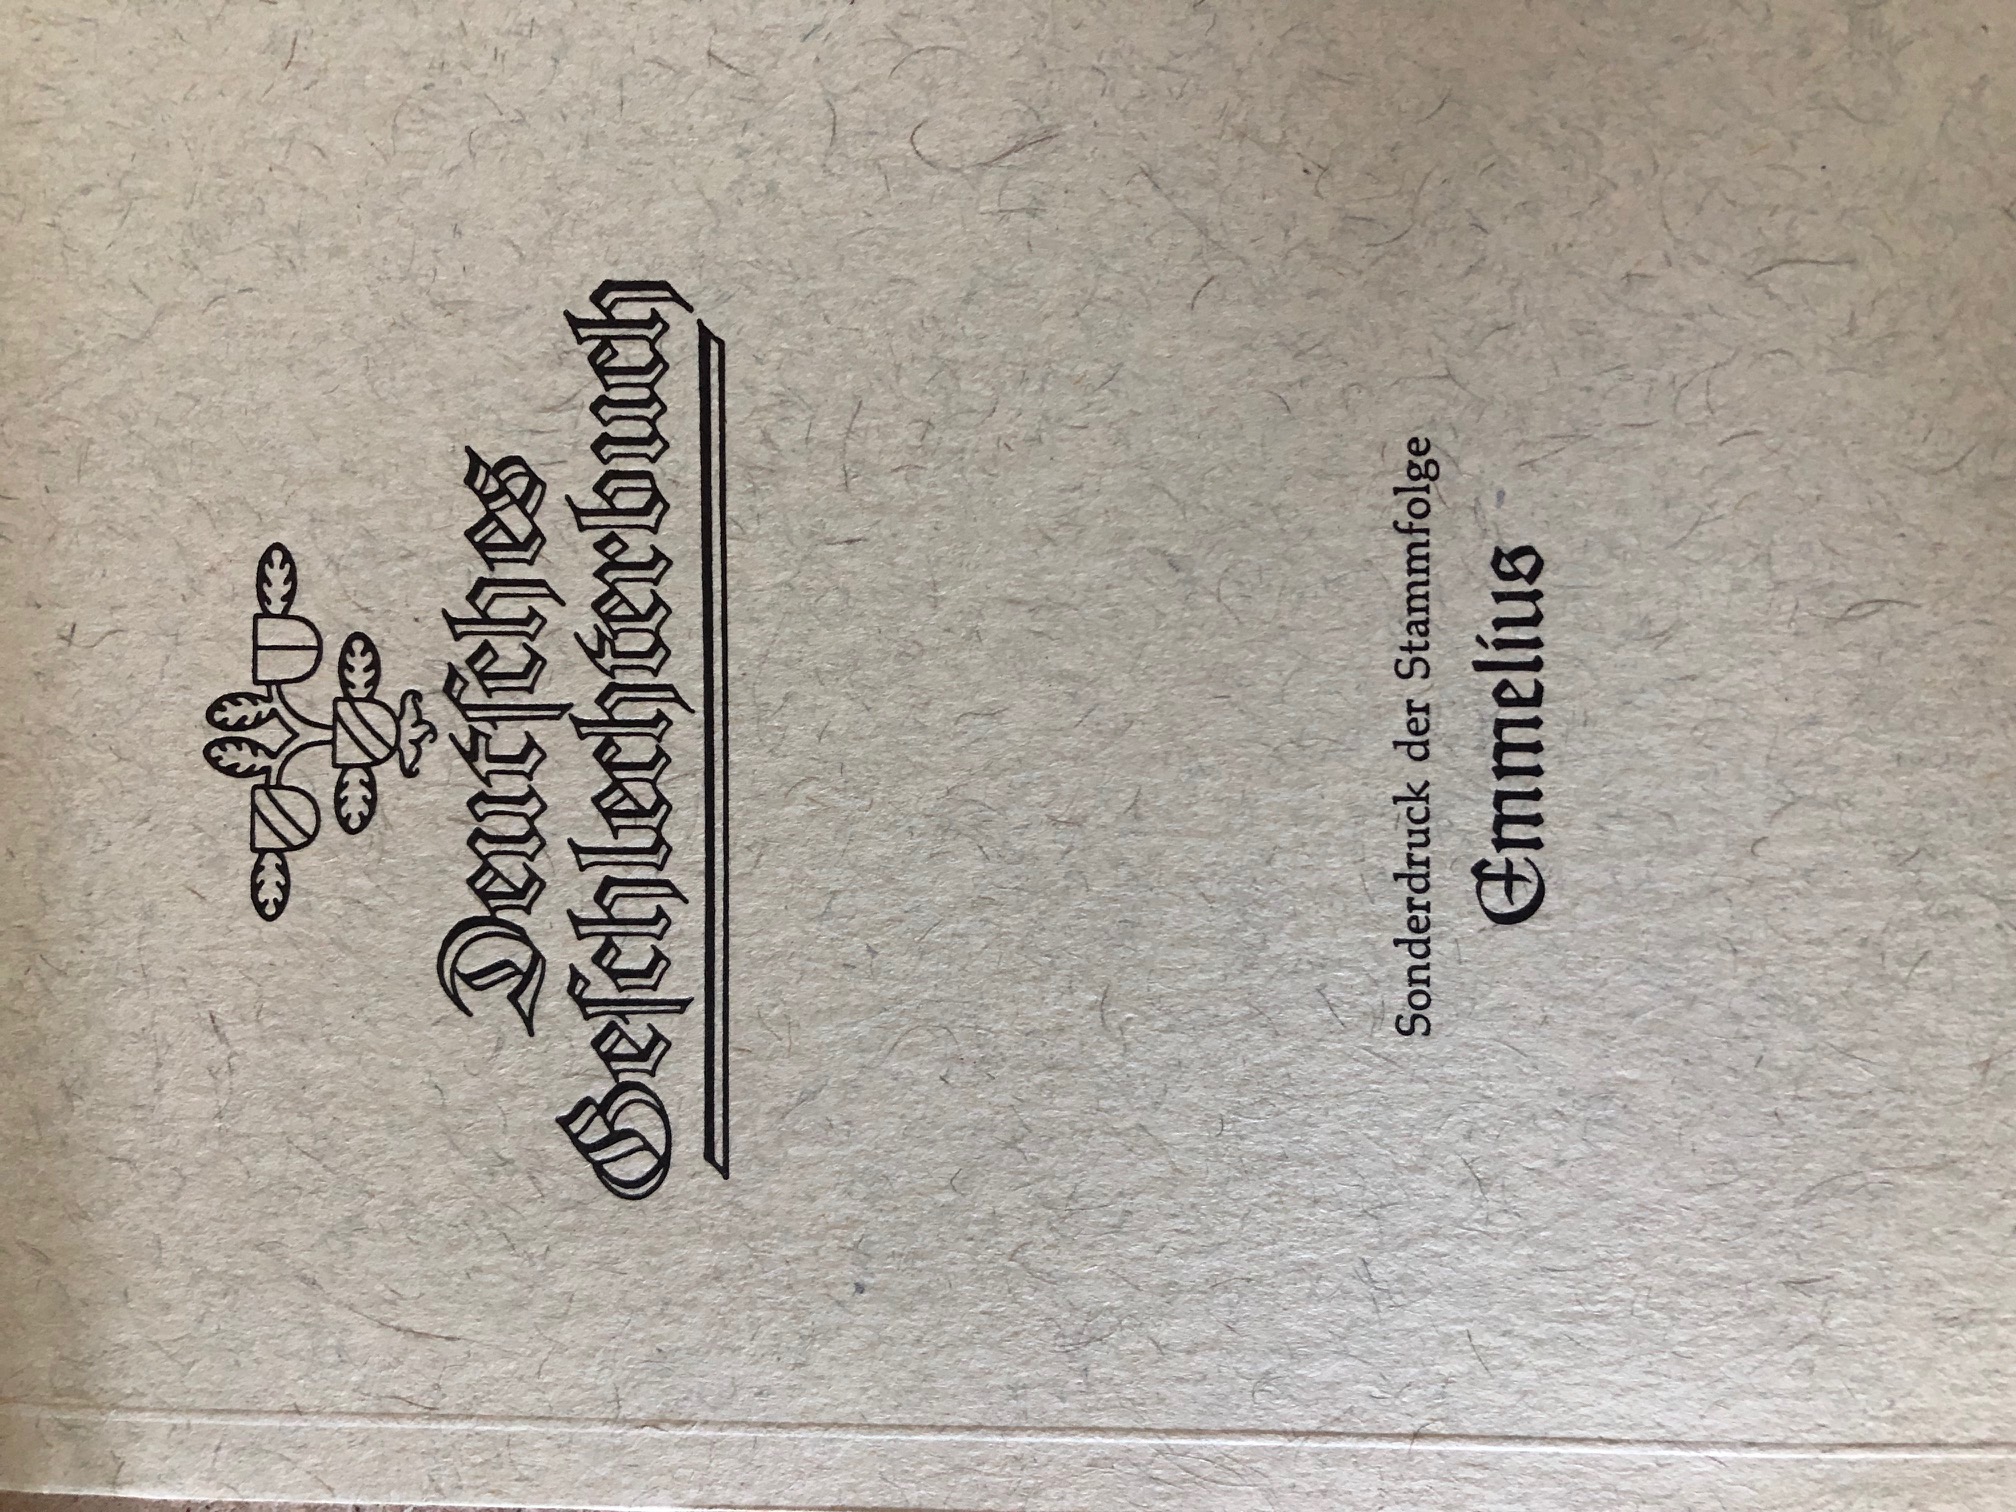 Deutſches
Geſchlechterbuch
Sonderdruck der Stammfolge
Emmelius